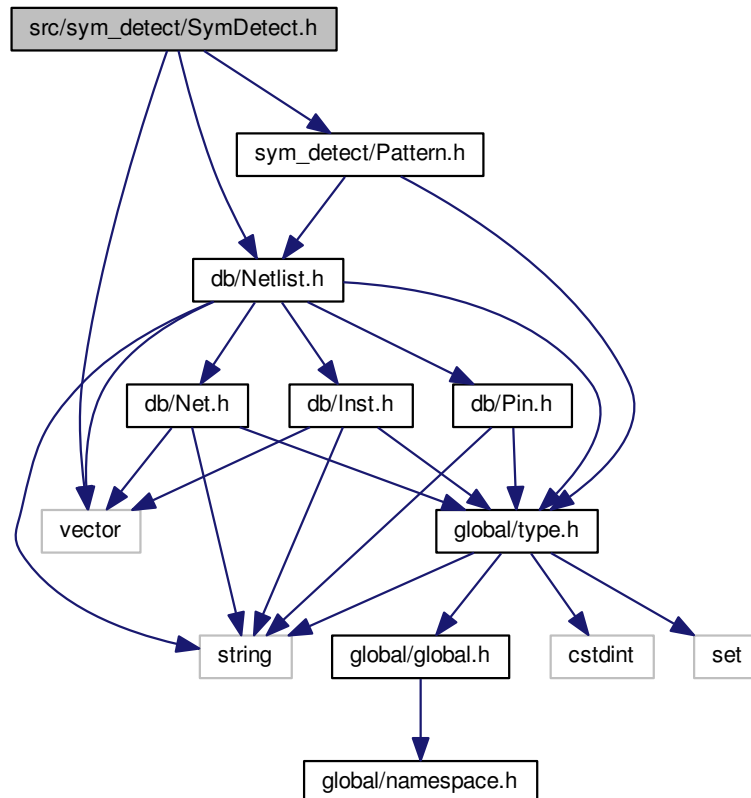 src/sym_detect/SymDetect.h
sym_detect/Pattern.h
db/Netlist.h
db/Net.h
db/Inst.h
db/Pin.h
vector
global/type.h
string
global/global.h
cstdint
set
global/namespace.h